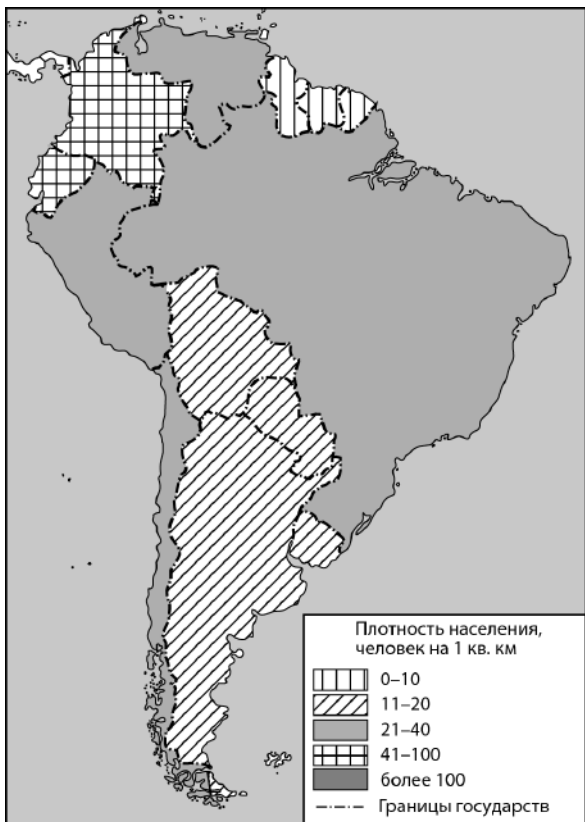 Плотность населения,
человек на 1 кв. км
0–10
11–20
21–40
41–100
более 100
Границы государств